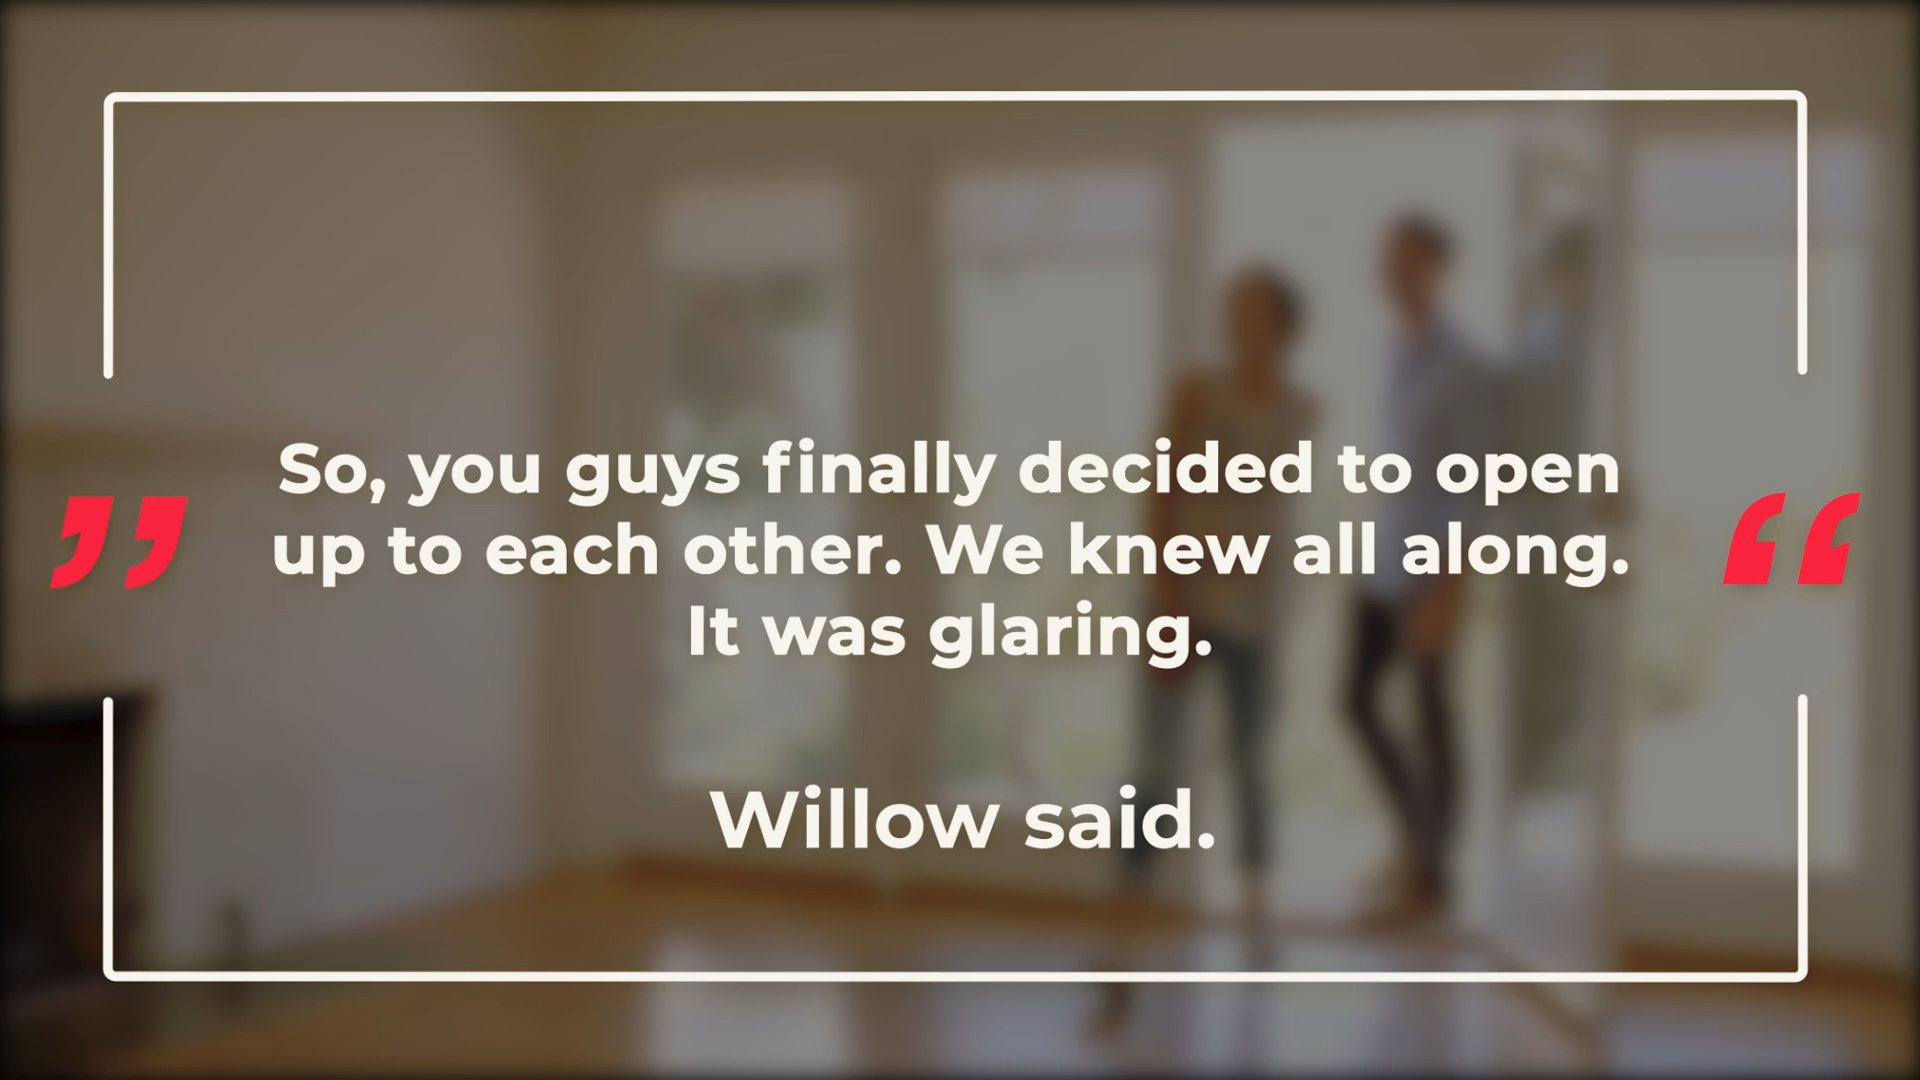 So, you guys finally decided to open
up to each other. We knew all along.
It was glaring.
Willow said.